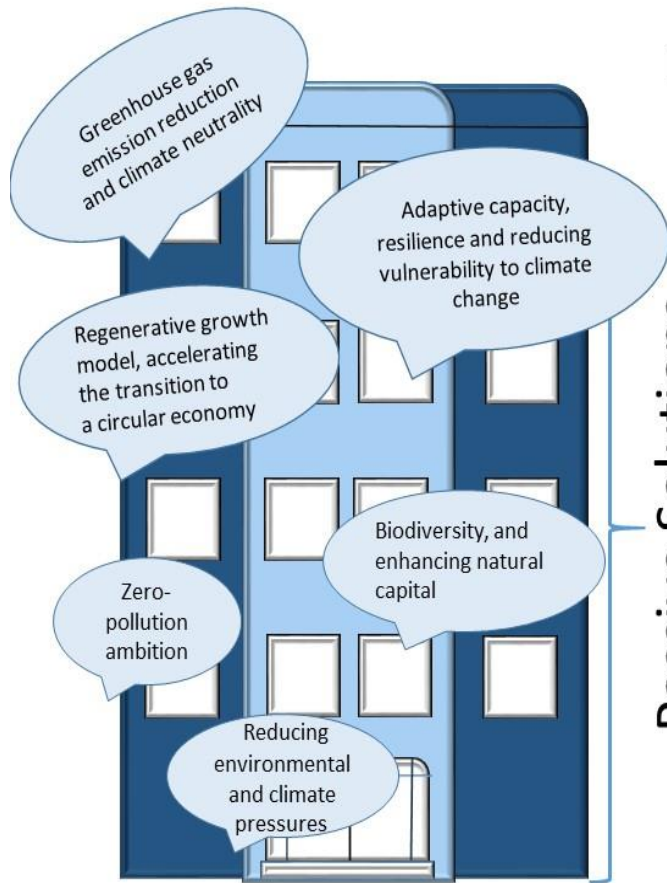 Greenhouse gas
emission reduction
and climate neutrality
Adaptive capacity,
resilience and reducing
vulnerability to climate
change
Regenerative growth
model, accelerating
the transition to
a circular economy
Biodiversity, and
enhancing natural
capital
Zero-
pollution
ambition
Reducing
environmental
and climate
pressures